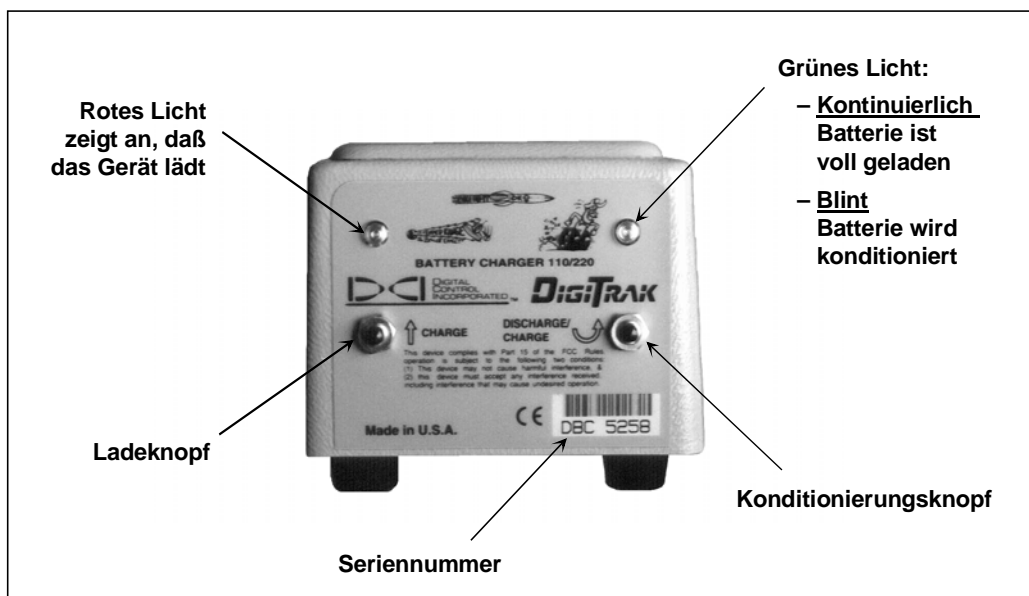 Rotes Licht
zeigt an, daß
das Gerät lädt
Grünes Licht:
– Kontinuierlich
Batterie ist
voll geladen
– Blint
Batterie wird
konditioniert
BATTERY CHARGER 110/220
DCI DIGITAL
CONTROL
INCORPORATED ™
DIGITRAK
CHARGE
DISCHARGE/
CHARGE
This device complies with Part 15 of the FCC Rules
operation is subject to the following two conditions:
(1) This device may not cause harmful interference, &
(2) this device must accept any interference received,
including interference that may cause undesired operation.
Made in U.S.A.
CE
DBC 5258
Ladeknopf
Konditionierungsknopf
Seriennummer